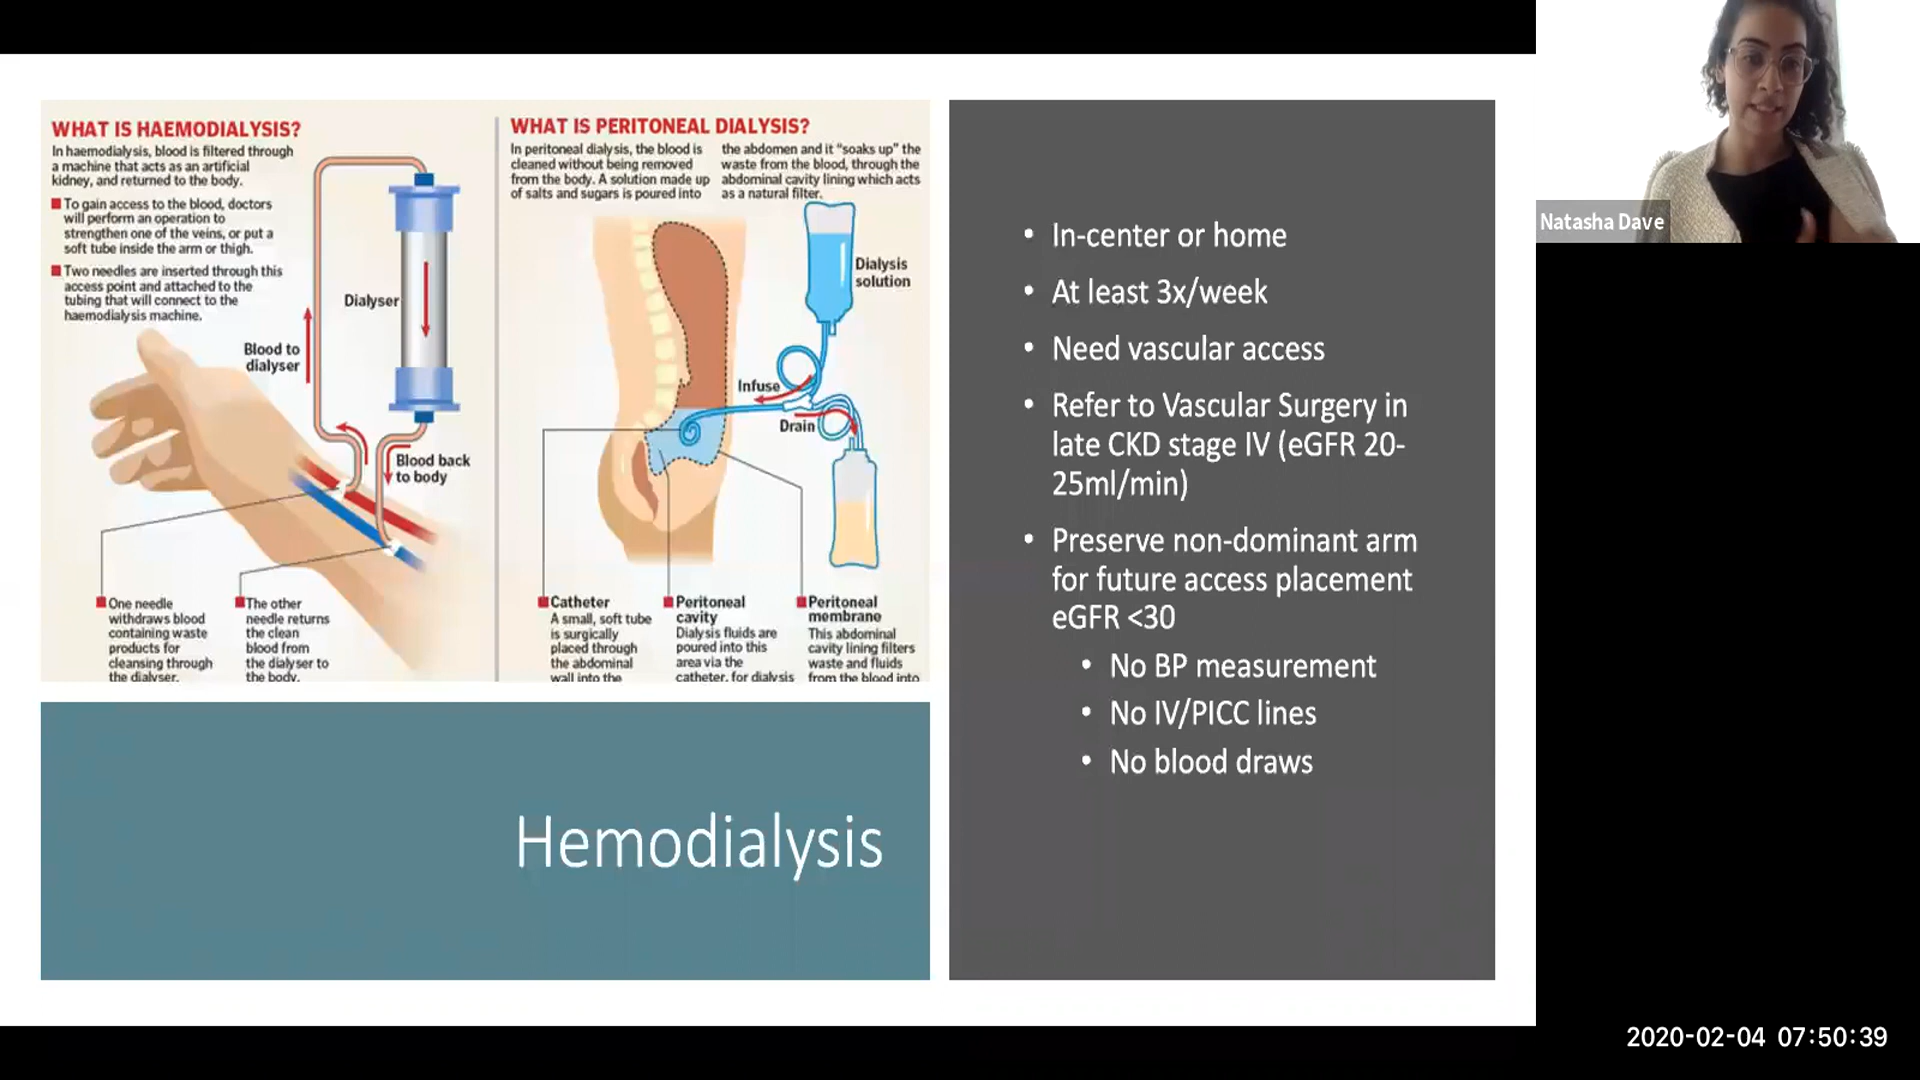 WHAT IS HAEMODIALYSIS?
In haemodialysis, blood is filtered through
a machine that acts as an artificial
kidney, and returned to the body.
To gain access to the blood, doctors
will perform an operation to
strengthen one of the veins, or put a
soft tube inside the arm or thigh.
Two needles are inserted through this
access point and attached to the
tubing that will connect to the
haemodialysis machine.
Dialyser
Blood to
dialyser
Blood back
to body
One needle
withdraws blood
containing waste
products for
cleansing through
the dialyser.
The other
needle returns
the clean
blood from
the dialyser to
the body.
WHAT IS PERITONEAL DIALYSIS?
In peritoneal dialysis, the blood is
cleaned without being removed
from the body. A solution made up
of salts and sugars is poured into
the abdomen and it "soaks up" the
waste from the blood, through the
abdominal cavity lining which acts
as a natural filter.
Dialysis
solution
Infuse
Drain
Catheter
A small, soft tube
is surgically
placed through
the abdominal
wall into the
Peritoneal
cavity
Dialysis fluids are
poured into this
area via the
catheter, for dialysis
Peritoneal
membrane
This abdominal
cavity lining filters
waste and fluids
from the blood into
Hemodialysis
• In-center or home
• At least 3x/week
• Need vascular access
• Refer to Vascular Surgery in
late CKD stage IV (eGFR 20-
25ml/min)
• Preserve non-dominant arm
for future access placement
eGFR <30
• No BP measurement
• No IV/PICC lines
• No blood draws
Natasha Dave
2020-02-04 07:50:39